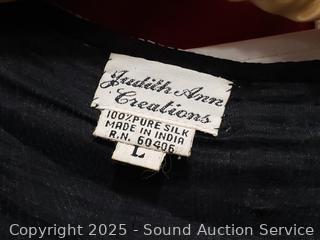 Judith Ann
Creations
100% PURE SILK
MADE IN INDIA
R.N. 60406
L
Copyright 2025 - Sound Auction Service